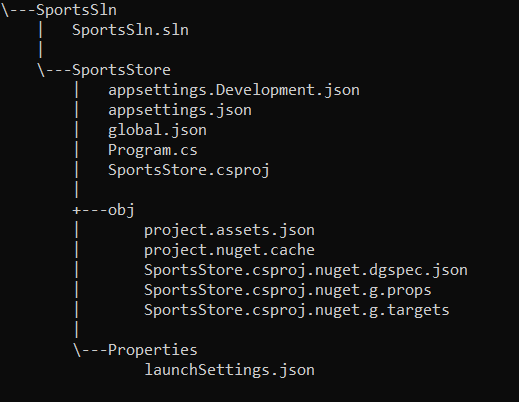 \---SportsSln
    |   SportsSln.sln
    |
    \---SportsStore
        |   appsettings.Development.json
        |   appsettings.json
        |   global.json
        |   Program.cs
        |   SportsStore.csproj
        |
        +---obj
        |       project.assets.json
        |       project.nuget.cache
        |       SportsStore.csproj.nuget.dgspec.json
        |       SportsStore.csproj.nuget.g.props
        |       SportsStore.csproj.nuget.g.targets
        |
        \---Properties
                launchSettings.json